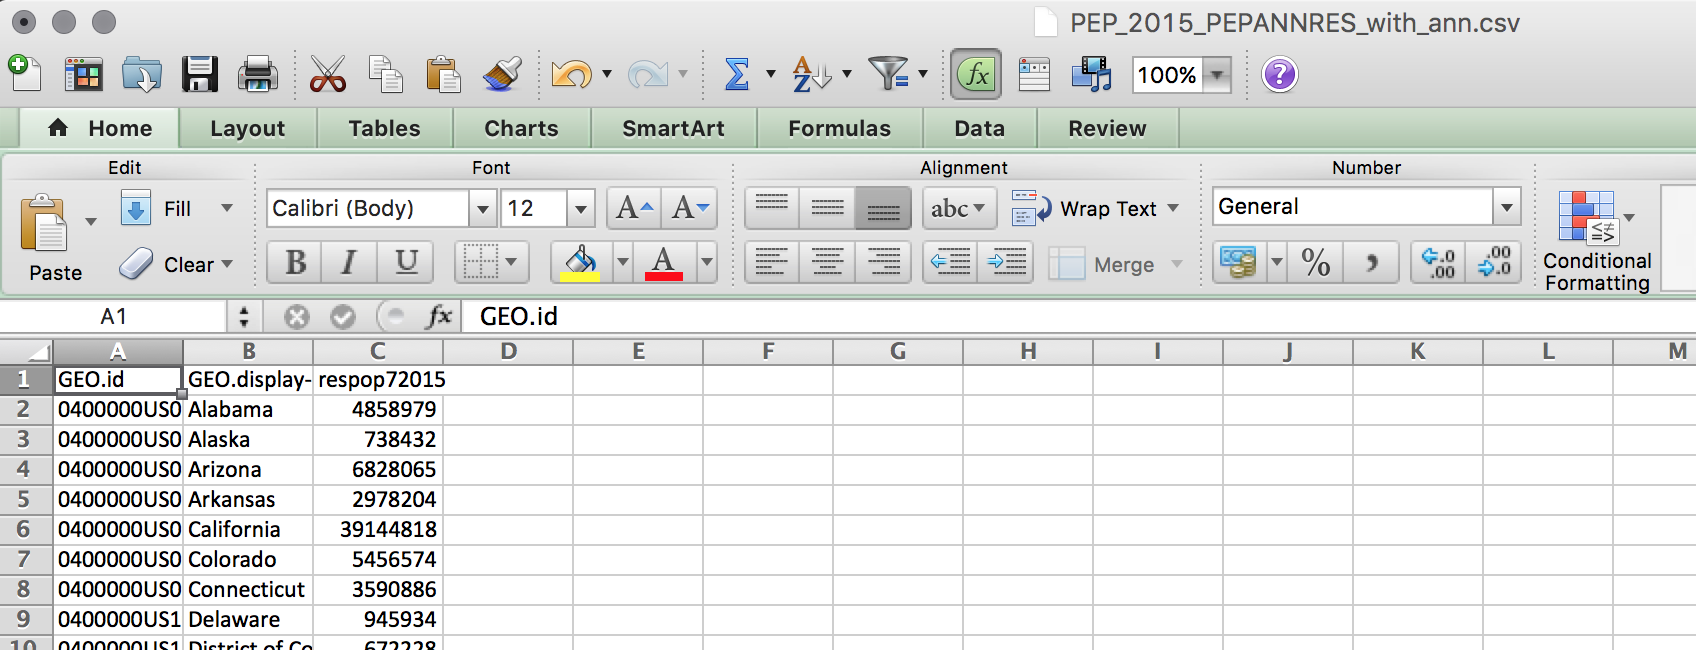 PEP_2015_PEPANNRES_with_ann.csv
100%
Home Layout Tables Charts SmartArt Formulas Data Review
Edit Font Alignment Number
Fill Calibri (Body) 12 abc Wrap Text General
Paste Clear B I U A % Merge Conditional Formatting
A1 fx GEO.id
A B C D E F G H I J K L M
1 GEO.id GEO.display- respop72015
2 0400000US0 Alabama 4858979
3 0400000US0 Alaska 738432
4 0400000US0 Arizona 6828065
5 0400000US0 Arkansas 2978204
6 0400000US0 California 39144818
7 0400000US0 Colorado 5456574
8 0400000US0 Connecticut 3590886
9 0400000US1 Delaware 945934
10 0400000US1 District of Co 672228